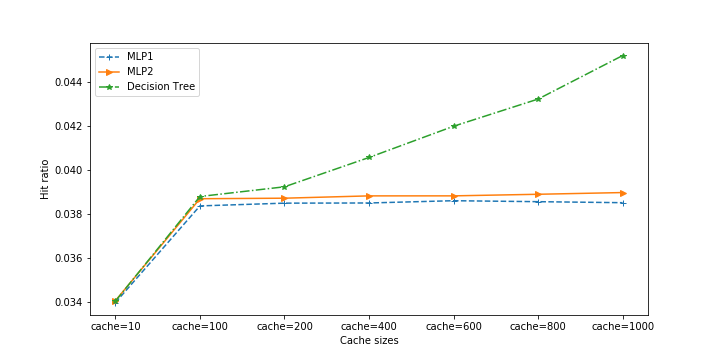 MLP1
MLP2
Decision Tree
Hit ratio
0.044
0.042
0.040
0.038
0.036
0.034
cache=10 cache=100 cache=200 cache=400 cache=600 cache=800 cache=1000
Cache sizes